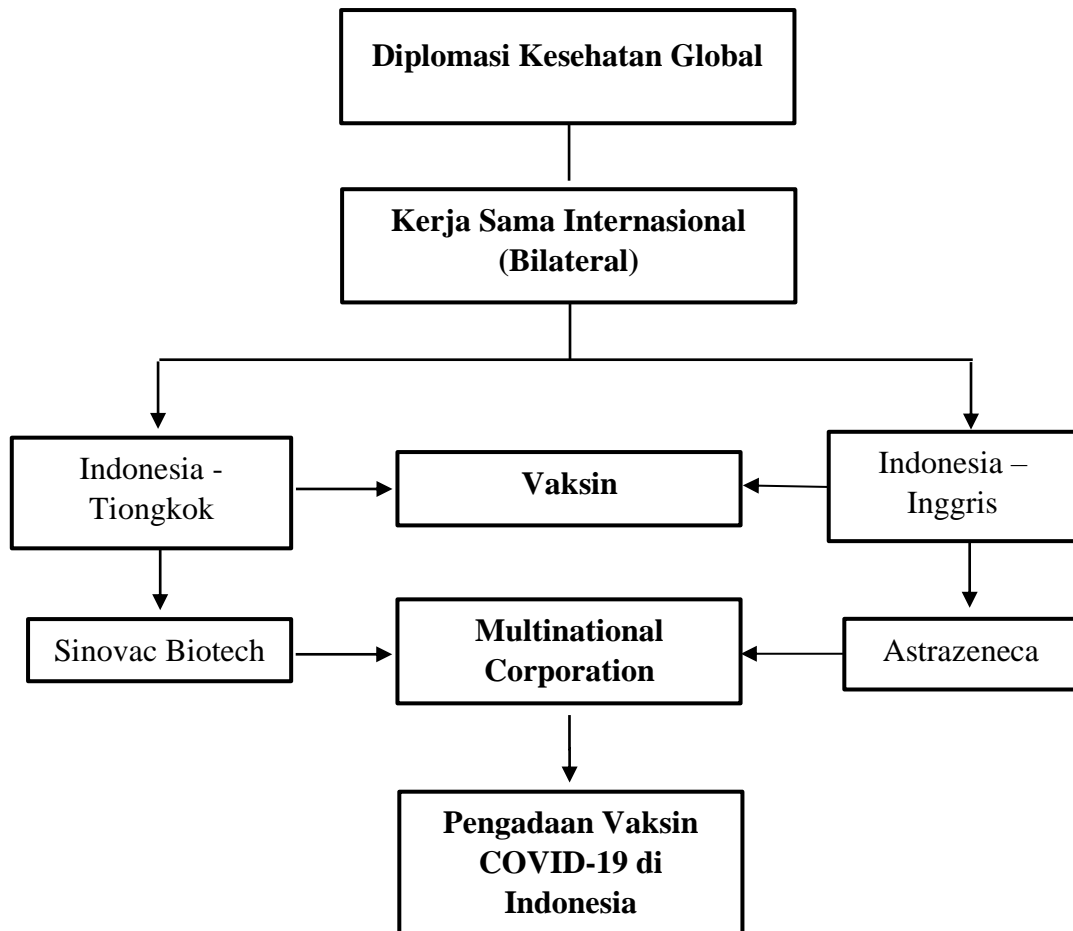 Diplomasi Kesehatan Global
Kerja Sama Internasional
(Bilateral)
Indonesia -
Tiongkok
Vaksin
Indonesia –
Inggris
Sinovac Biotech
Multinational
Corporation
Astrazeneca
Pengadaan Vaksin
COVID-19 di
Indonesia